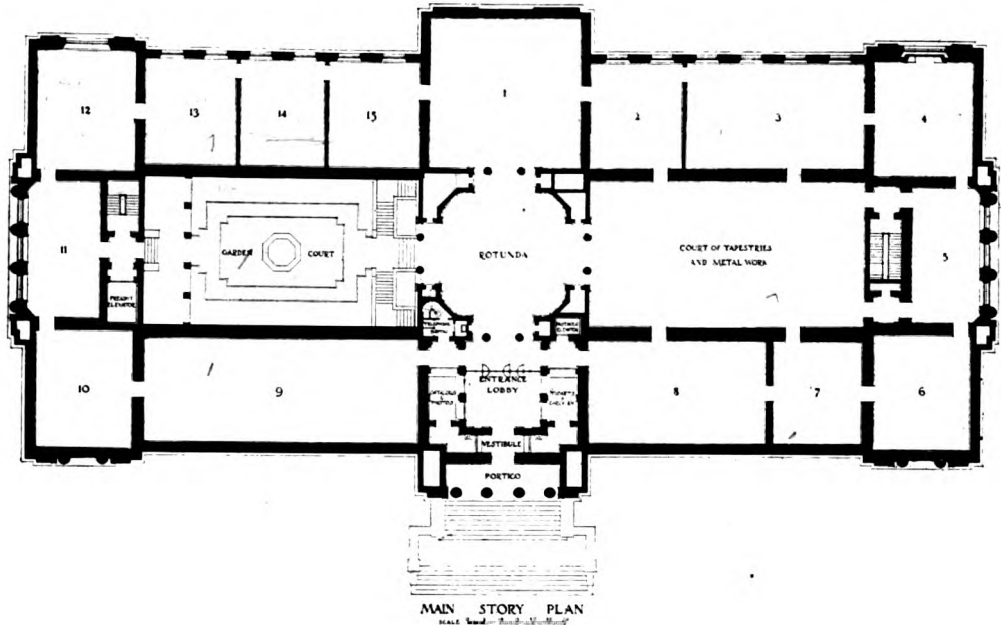 12
13
14
15
1
2
3
4
11
GARDEN COURT
ROTUNDA
COURT OF TAPESTRIES
AND METAL WORK
5
FREIGHT
ELEVATOR
10
9
ENTRANCE
LOBBY
8
7
6
VESTIBULE
PORTICO
MAIN STORY PLAN
SCALE